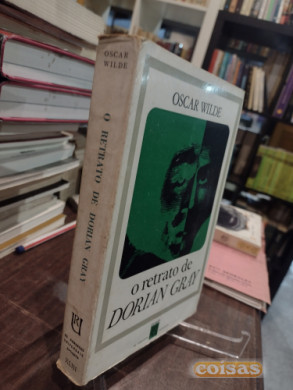 OSCAR
WILDE
O RETRATO DE DORIAN GRAY
OSCAR WILDE
o retrato de
DORIAN GRAY
coisas